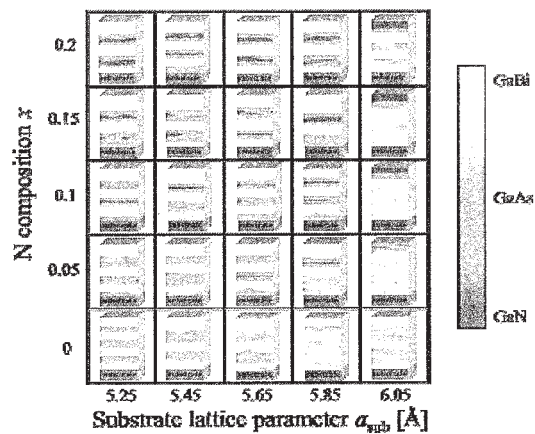 0.2
0.15
0.1
0.05
0
N composition x
5.25 5.45 5.65 5.85 6.05
Substrate lattice parameter a_sub [Å]
GaBi
GaAs
GaN